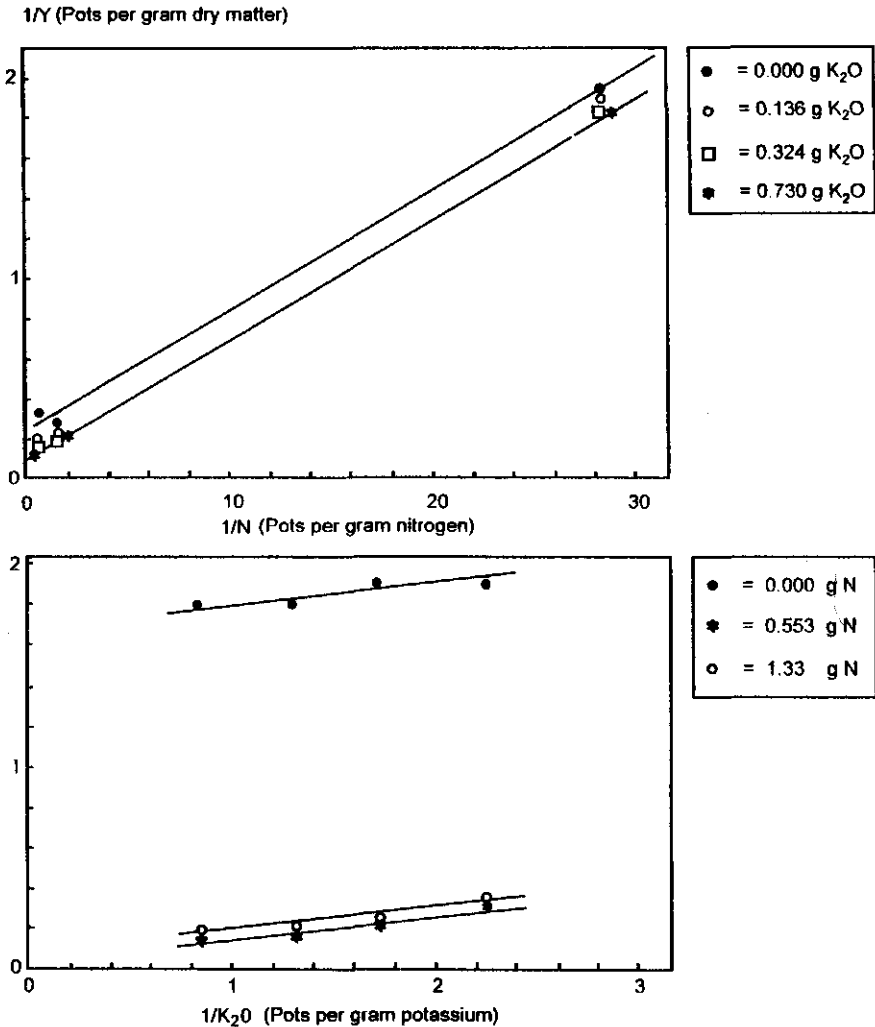 1/Y (Pots per gram dry matter)
2
1
0
0 10 20 30
1/N (Pots per gram nitrogen)
= 0.000 g K₂O
= 0.136 g K₂O
= 0.324 g K₂O
= 0.730 g K₂O
2
1
0
0 1 2 3
1/K₂0 (Pots per gram potassium)
= 0.000 g N
= 0.553 g N
= 1.33 g N